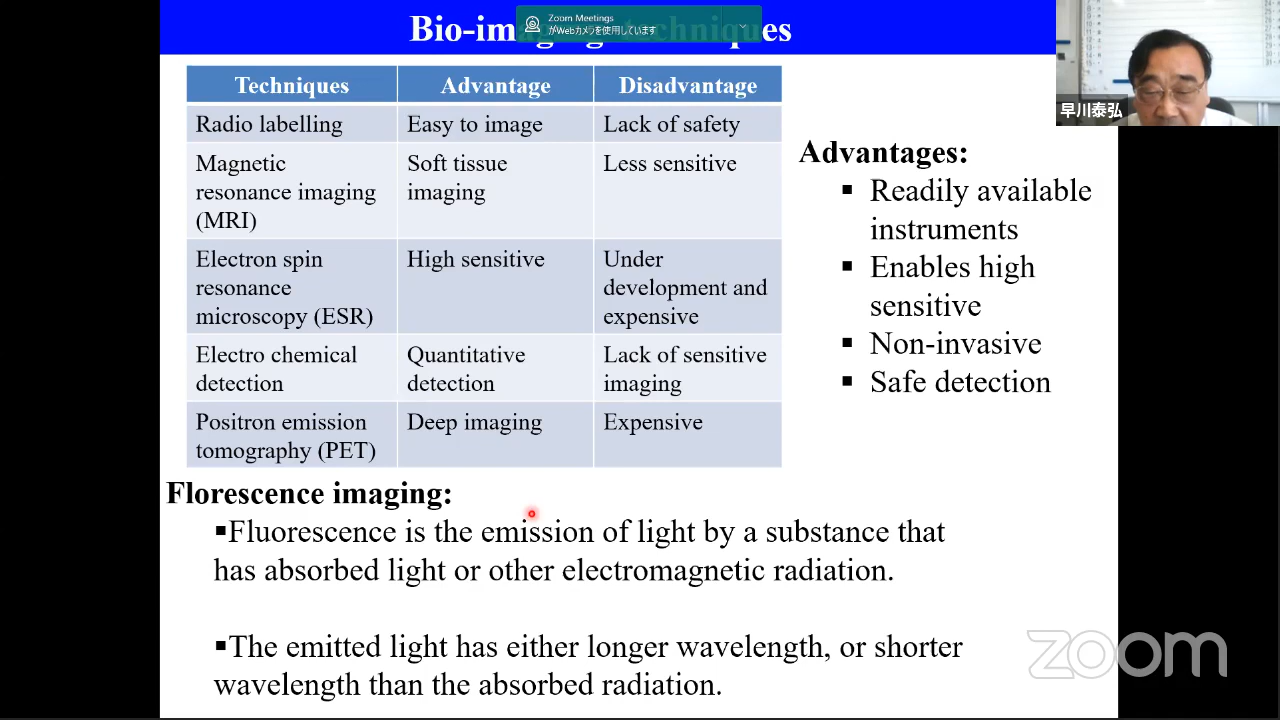 Bio-imaging techniques
Zoom Meetings
がWebカメラを使用しています
早川泰弘
Techniques Advantage Disadvantage
Radio labelling Easy to image Lack of safety
Magnetic Soft tissue Less sensitive
resonance imaging imaging
(MRI)
Electron spin High sensitive Under
resonance development and
microscopy (ESR) expensive
Electro chemical Quantitative Lack of sensitive
detection detection imaging
Positron emission Deep imaging Expensive
tomography (PET)
Advantages:
▪ Readily available
instruments
▪ Enables high
sensitive
▪ Non-invasive
▪ Safe detection
Florescence imaging:
▪Fluorescence is the emission of light by a substance that
has absorbed light or other electromagnetic radiation.
▪The emitted light has either longer wavelength, or shorter
wavelength than the absorbed radiation.
zoom